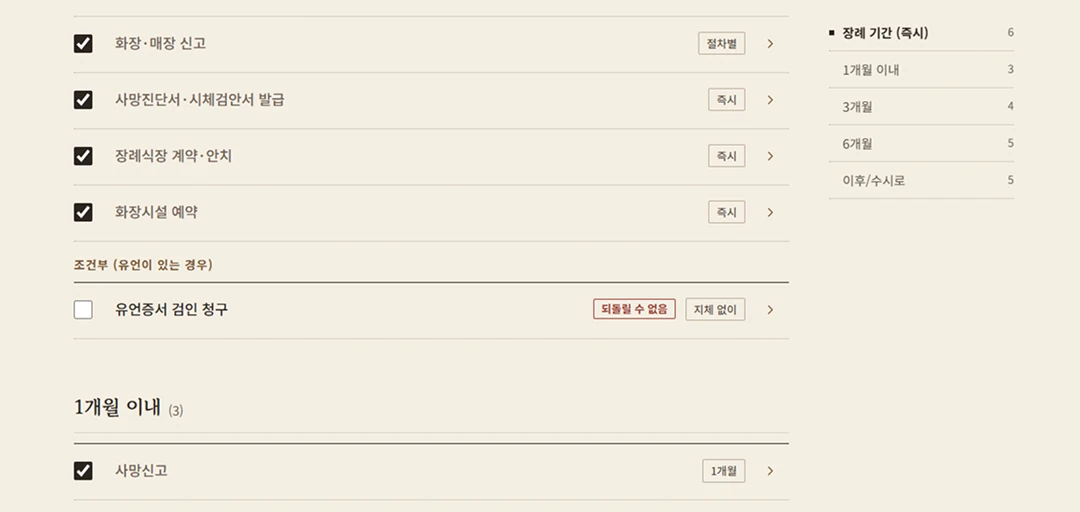 화장·매장 신고 절차별
사망진단서·시체검안서 발급 즉시
장례식장 계약·안치 즉시
화장시설 예약 즉시
조건부 (유언이 있는 경우)
유언증서 검인 청구 되돌릴 수 없음 지체 없이
1개월 이내 (3)
사망신고 1개월
장례 기간 (즉시) 6
1개월 이내 3
3개월 4
6개월 5
이후/수시로 5